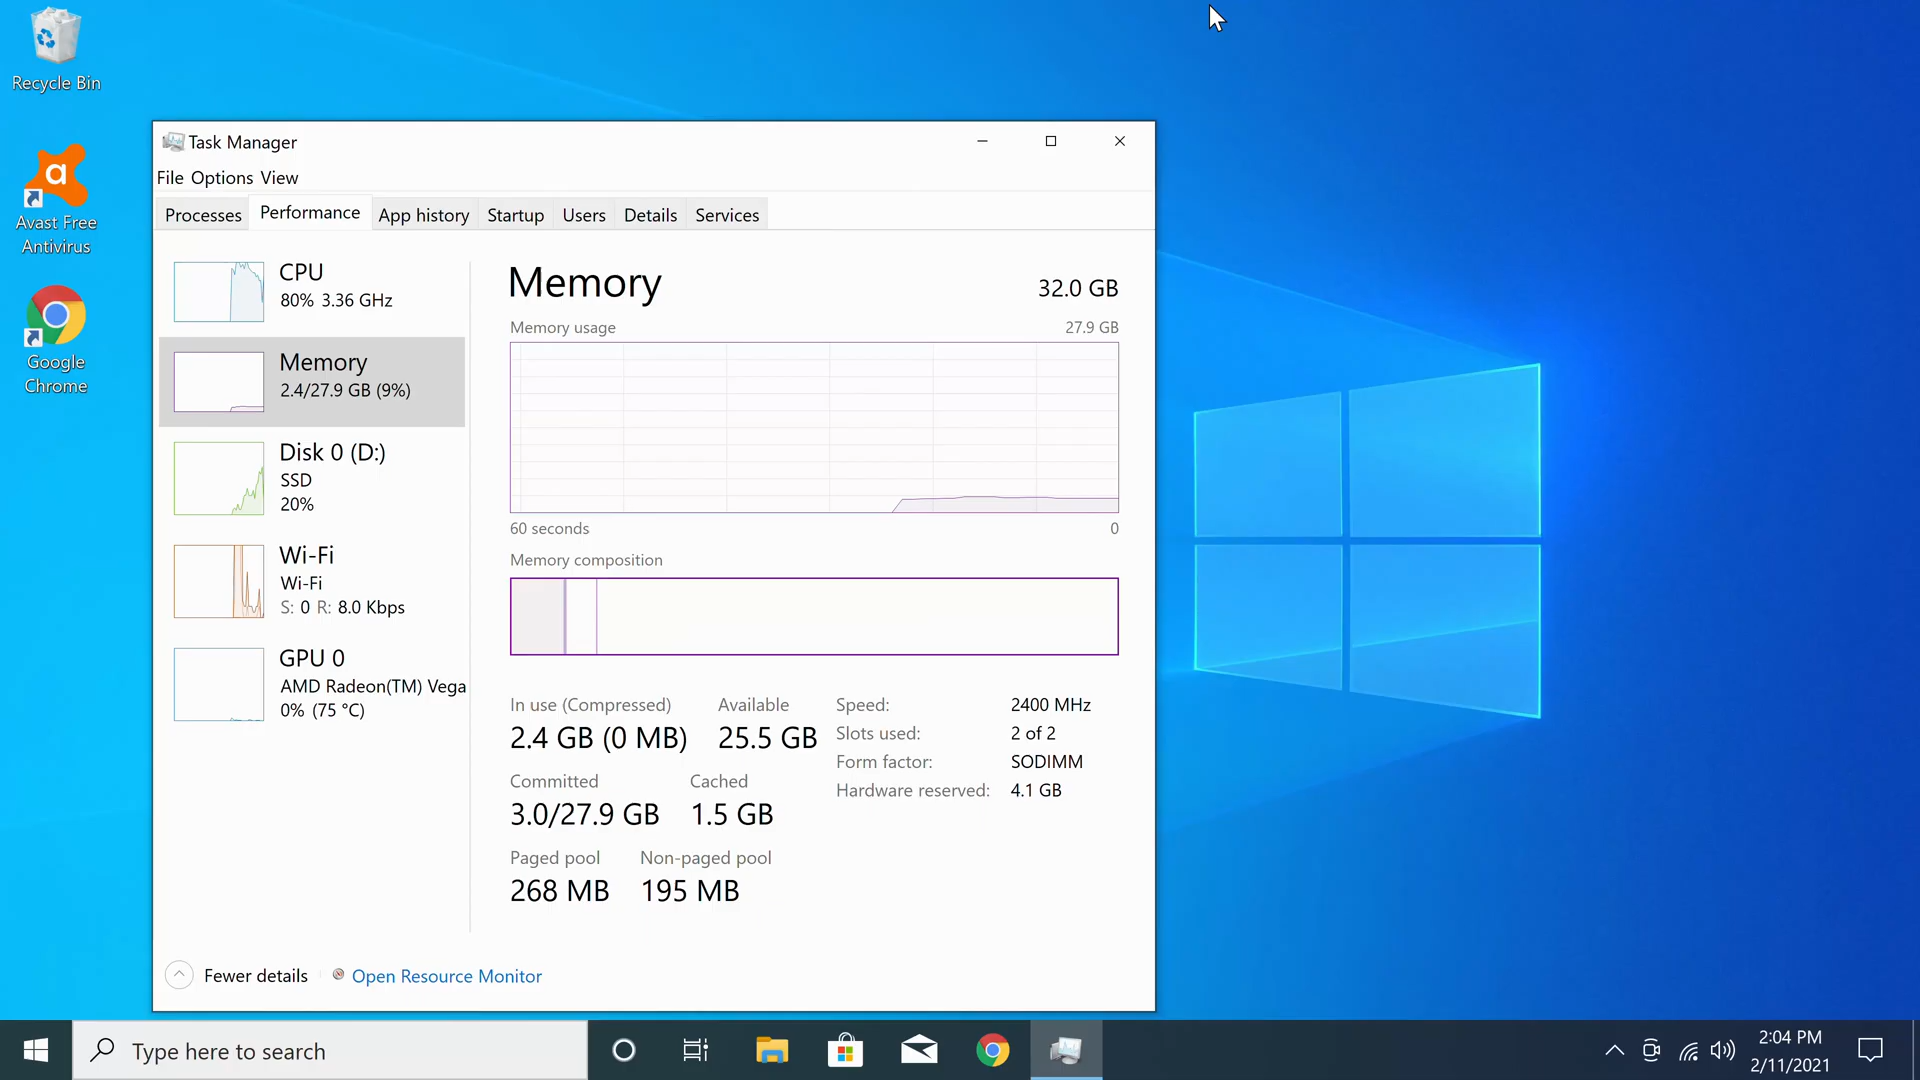 Recycle Bin
Avast Free
Antivirus
Google
Chrome
Task Manager
File Options View
Processes Performance App history Startup Users Details Services
CPU
80% 3.36 GHz
Memory
2.4/27.9 GB (9%)
Disk 0 (D:)
SSD
20%
Wi-Fi
Wi-Fi
S: 0 R: 8.0 Kbps
GPU 0
AMD Radeon(TM) Vega
0% (75 °C)
Memory 32.0 GB
Memory usage 27.9 GB
60 seconds 0
Memory composition
In use (Compressed) Available
2.4 GB (0 MB) 25.5 GB
Committed Cached
3.0/27.9 GB 1.5 GB
Paged pool Non-paged pool
268 MB 195 MB
Speed: 2400 MHz
Slots used: 2 of 2
Form factor: SODIMM
Hardware reserved: 4.1 GB
Fewer details Open Resource Monitor
Type here to search
2:04 PM
2/11/2021